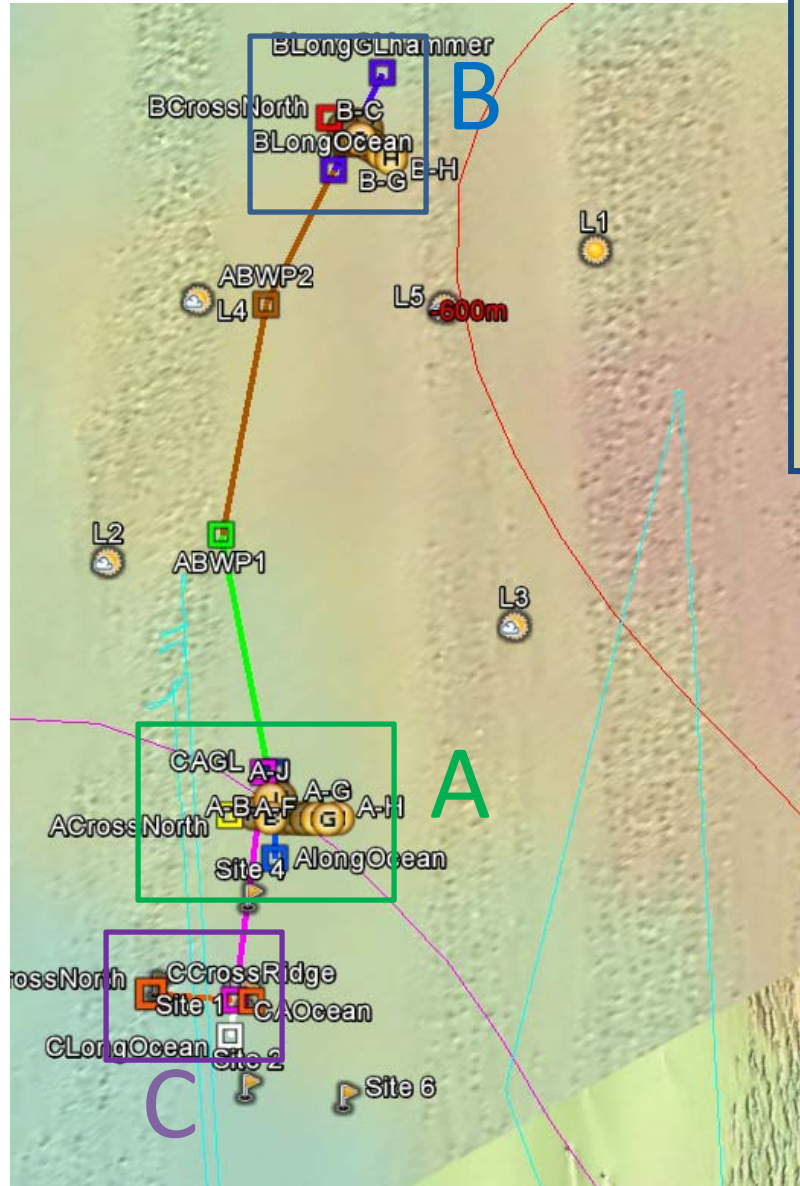 BLongGLhammer
B
BCrossNorth
B-C
BLongOcean
H
B-H
B-G
L1
ABWP2
L4
L5
-600m
L2
ABWP1
L3
CAGL
A-J
A-G
A-B
A-F
A-H
G
A
ACrossNorth
AlongOcean
Site 4
CCrossRidge
rossNorth
Site 1
CAOcean
CLongOcean
Site 2
Site 6
C